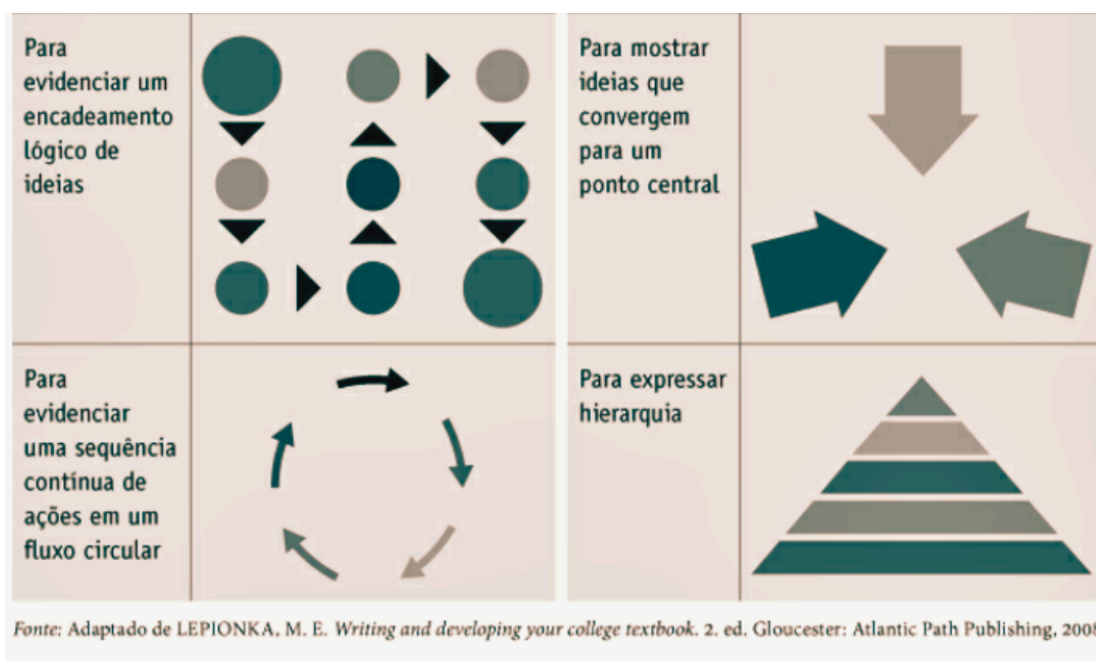 Para
evidenciar um
encadeamento
lógico de
ideias
Para mostrar
ideias que
convergem
para um
ponto central
Para
evidenciar
uma sequência
contínua de
ações em um
fluxo circular
Para expressar
hierarquia
Fonte: Adaptado de LEPIONKA, M. E. Writing and developing your college textbook. 2. ed. Gloucester: Atlantic Path Publishing, 2008